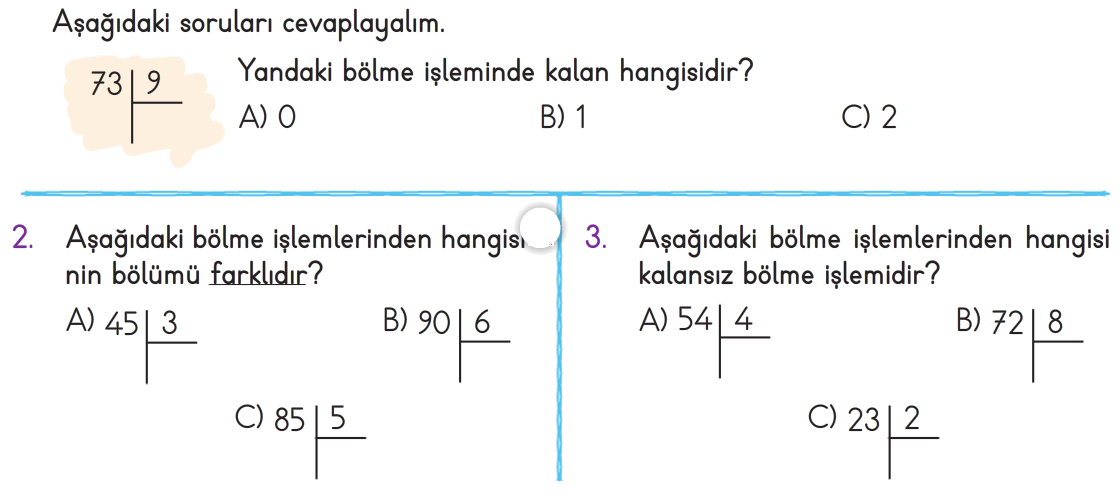 Aşağıdaki soruları cevaplayalım.
73 9
Yandaki bölme işleminde kalan hangisidir?
A) 0 B) 1 C) 2
2. Aşağıdaki bölme işlemlerinden hangisi
nin bölümü farklıdır?
A) 45 3 B) 90 6
C) 85 5
3. Aşağıdaki bölme işlemlerinden hangisi
kalansız bölme işlemidir?
A) 54 4 B) 72 8
C) 23 2